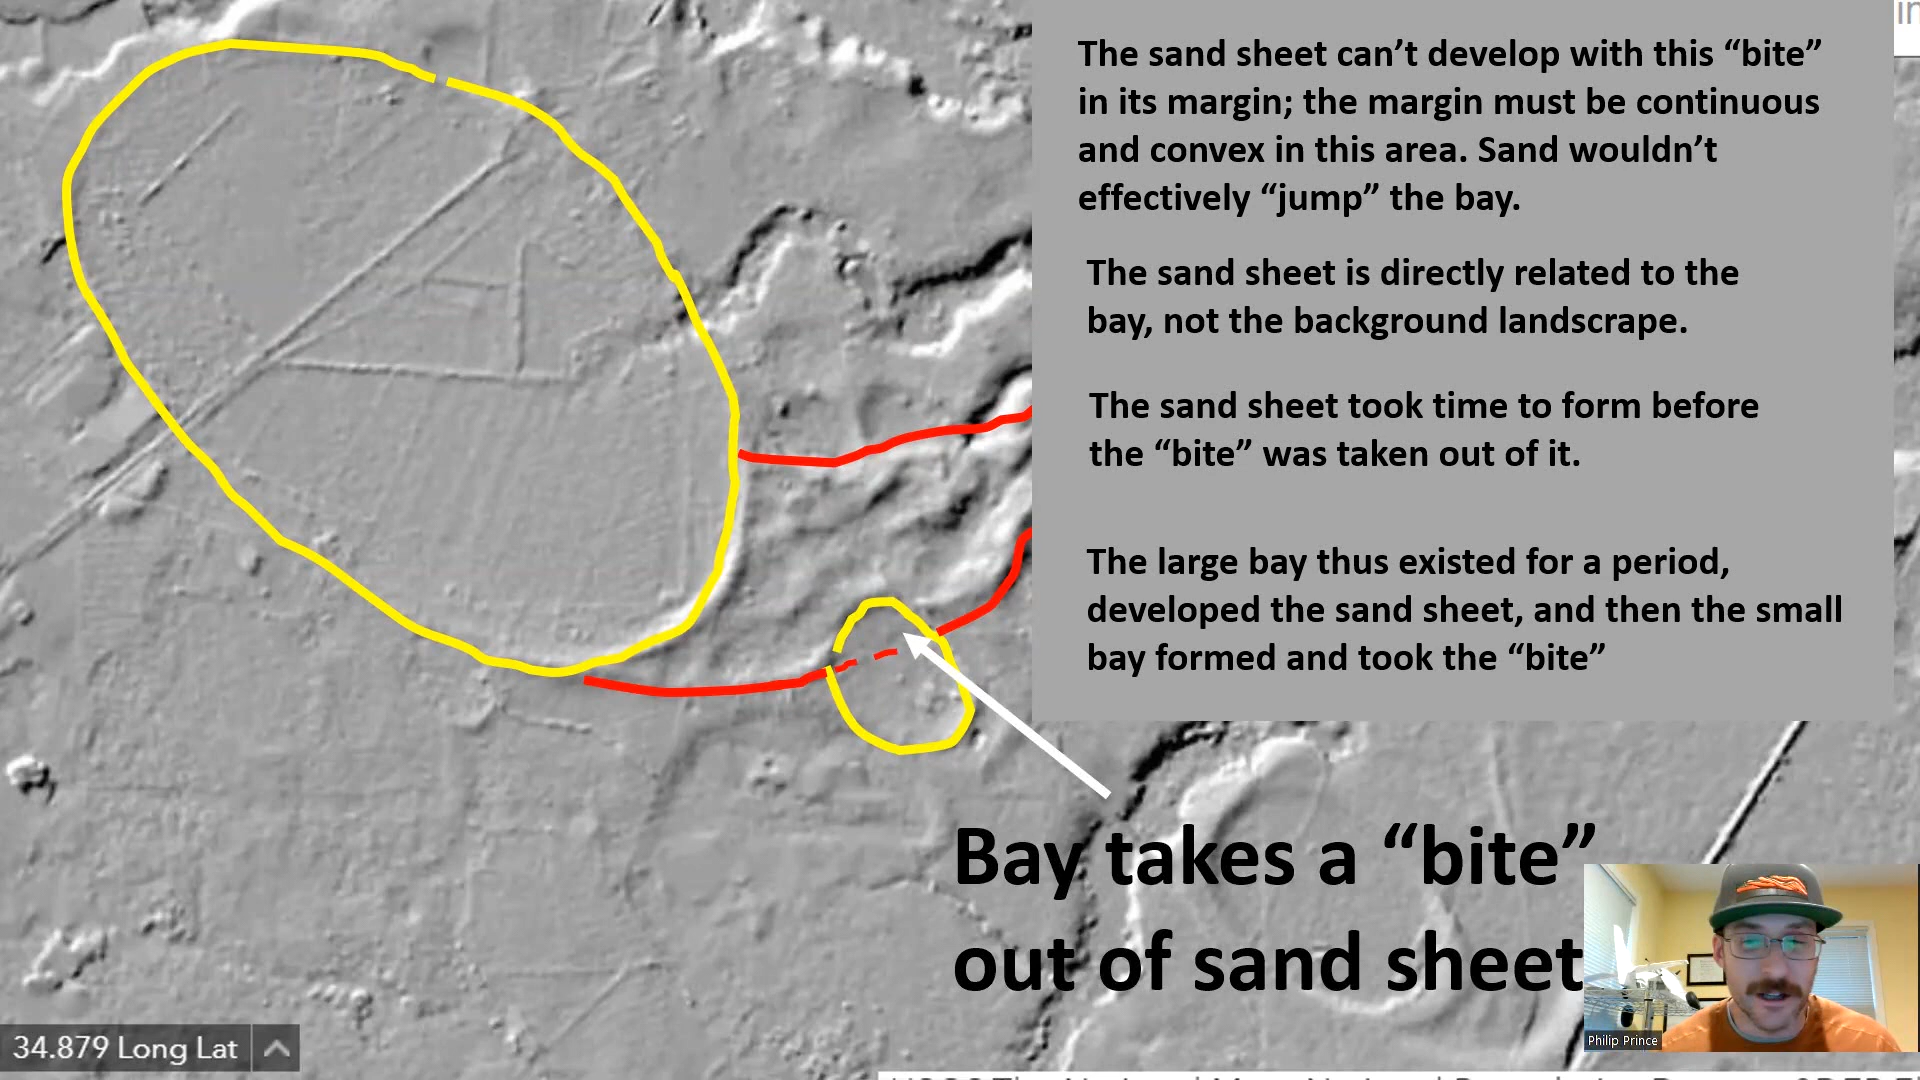 in
The sand sheet can’t develop with this “bite”
in its margin; the margin must be continuous
and convex in this area. Sand wouldn’t
effectively “jump” the bay.
The sand sheet is directly related to the
bay, not the background landscrape.
The sand sheet took time to form before
the “bite” was taken out of it.
The large bay thus existed for a period,
developed the sand sheet, and then the small
bay formed and took the “bite”
Bay takes a “bite”
out of sand sheet
Philip Prince
34.879 Long Lat